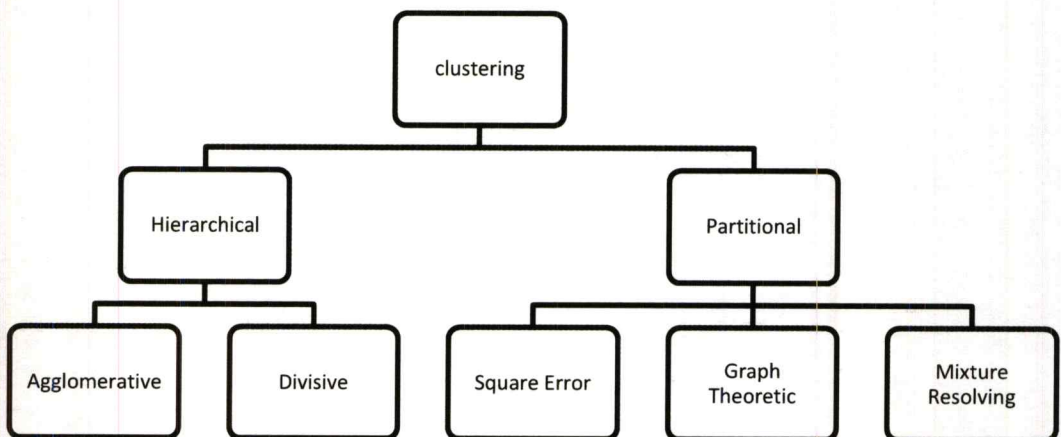 clustering
Hierarchical
Partitional
Agglomerative
Divisive
Square Error
Graph
Theoretic
Mixture
Resolving